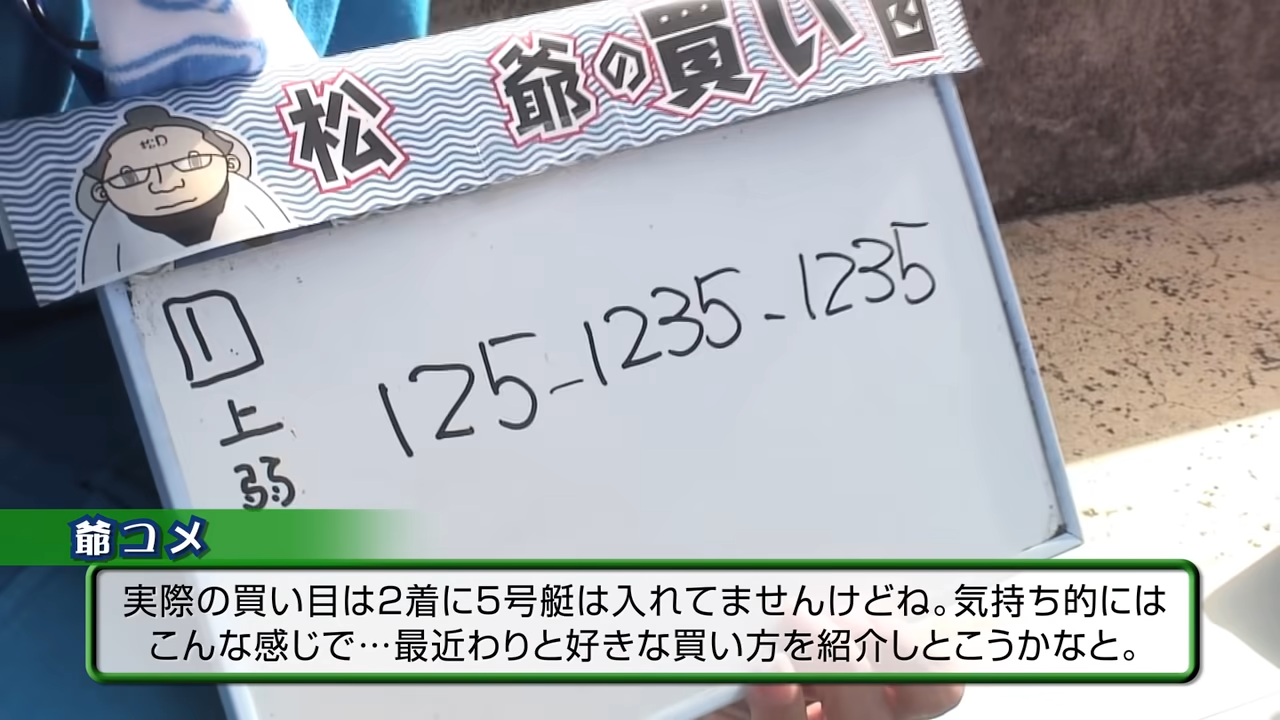 松 爺の買い
松D
1
上
弱
125-1235-1235
爺コメ
実際の買い目は2着に5号艇は入れてませんけどね。気持ち的には
こんな感じで…最近わりと好きな買い方を紹介しとこうかなと。